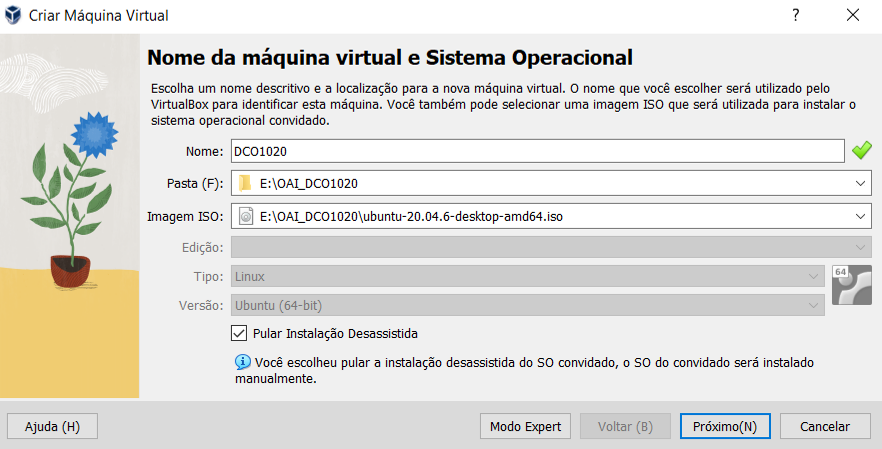 Criar Máquina Virtual
?
Nome da máquina virtual e Sistema Operacional
Escolha um nome descritivo e a localização para a nova máquina virtual. O nome que você escolher será utilizado pelo
VirtualBox para identificar esta máquina. Você também pode selecionar uma imagem ISO que será utilizada para instalar o
sistema operacional convidado.
Nome: DCO1020
Pasta (F): E:\OAI_DCO1020
Imagem ISO: E:\OAI_DCO1020\ubuntu-20.04.6-desktop-amd64.iso
Edição:
Tipo: Linux
64
Versão: Ubuntu (64-bit)
Pular Instalação Desassistida
Você escolheu pular a instalação desassistida do SO convidado, o SO do convidado será instalado
manualmente.
Ajuda (H) Modo Expert Voltar (B) Próximo(N) Cancelar